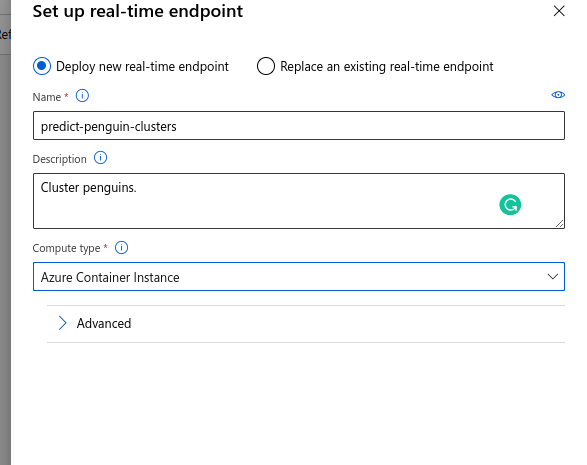 Set up real-time endpoint
Deploy new real-time endpoint
Replace an existing real-time endpoint
Name *
predict-penguin-clusters
Description
Cluster penguins.
Compute type *
Azure Container Instance
Advanced